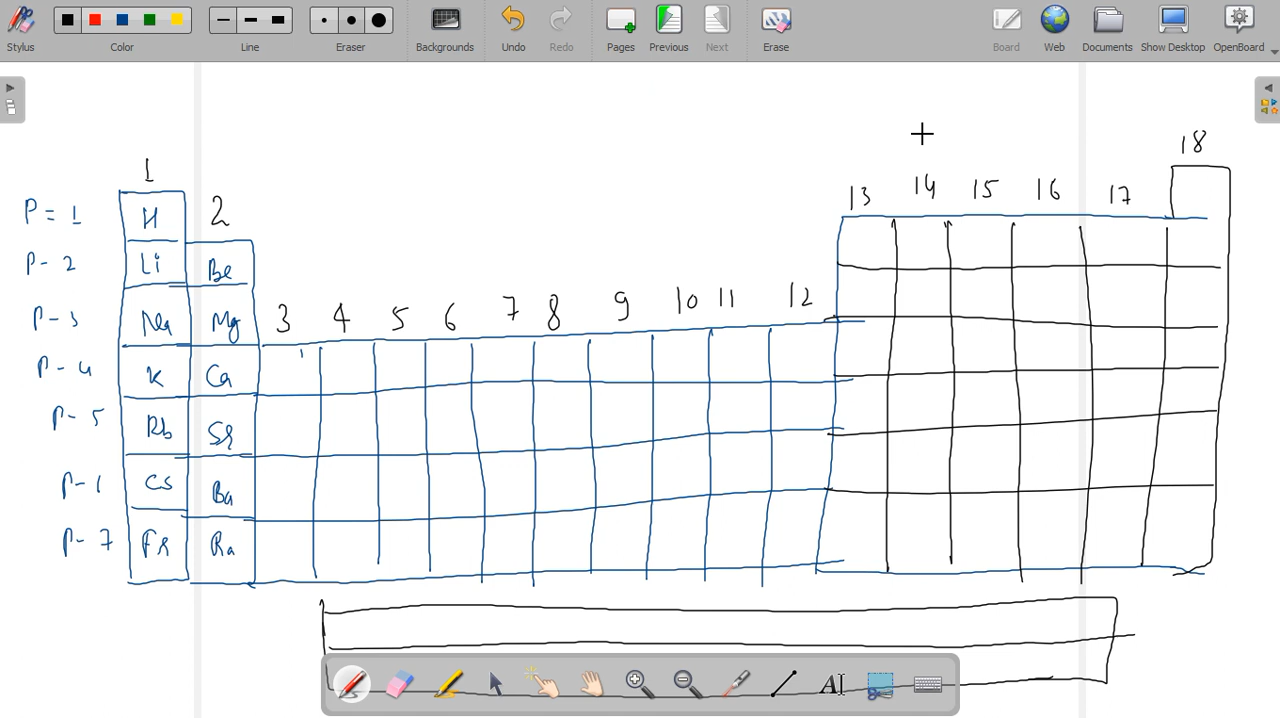 Stylus Color Line Eraser Backgrounds Undo Redo Pages Previous Next Erase Board Web Documents Show Desktop OpenBoard
18
1
13 14 15 16 17
P = 1 H 2
P - 2 Li Be
P - 3 Na Mg 3 4 5 6 7 8 9 10 11 12
P - 4 K Ca
P - 5 Rb Sr
P - 1 Cs Ba
P - 7 Fr Ra